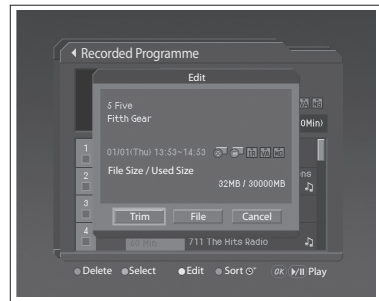 Recorded Programme
Edit
5 Five
Fifth Gear
0Min)
01/01(Thu) 13:53~14:53
1
File Size / Used Size
ns
2
32MB / 30000MB
3
Trim File Cancel
4
60 Min 711 The Hits Radio
Delete Select Edit Sort OK Play